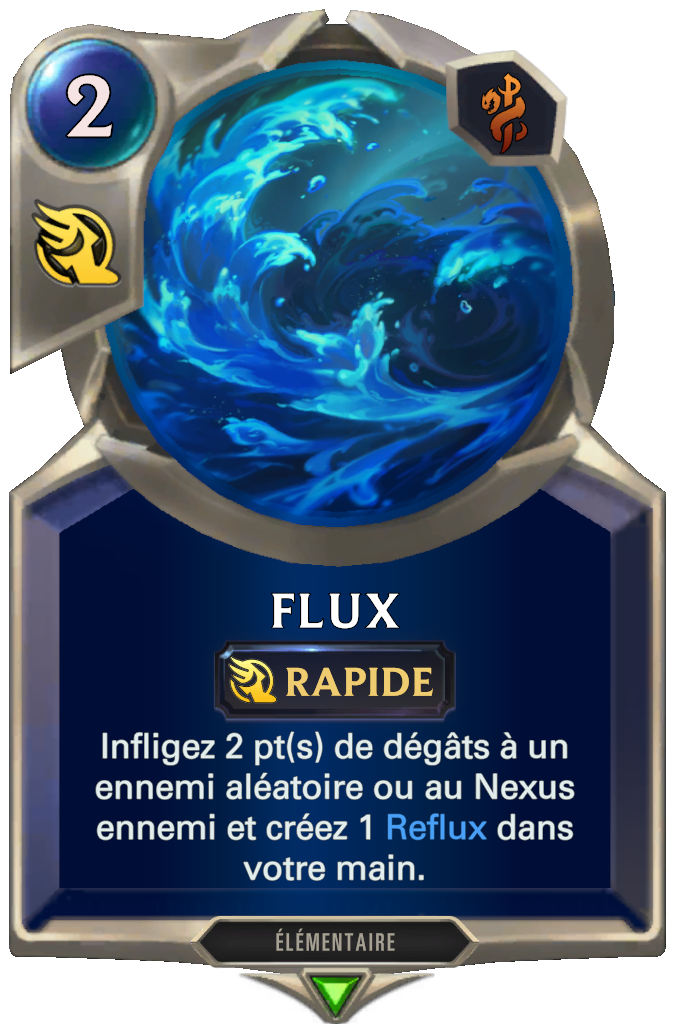 2
FLUX
RAPIDE
Infligez 2 pt(s) de dégâts à un
ennemi aléatoire ou au Nexus
ennemi et créez 1 Reflux dans
votre main.
ÉLÉMENTAIRE